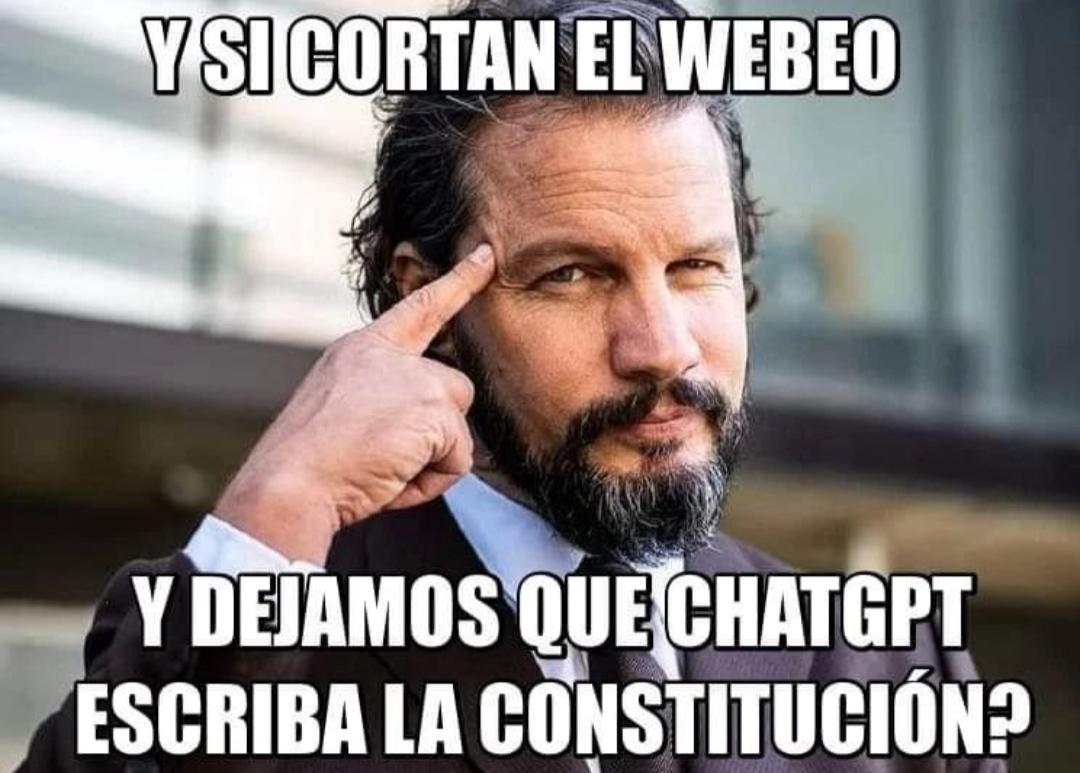 Y SI CORTAN EL WEBEO
Y DEJAMOS QUE CHATGPT
ESCRIBA LA CONSTITUCIÓN?